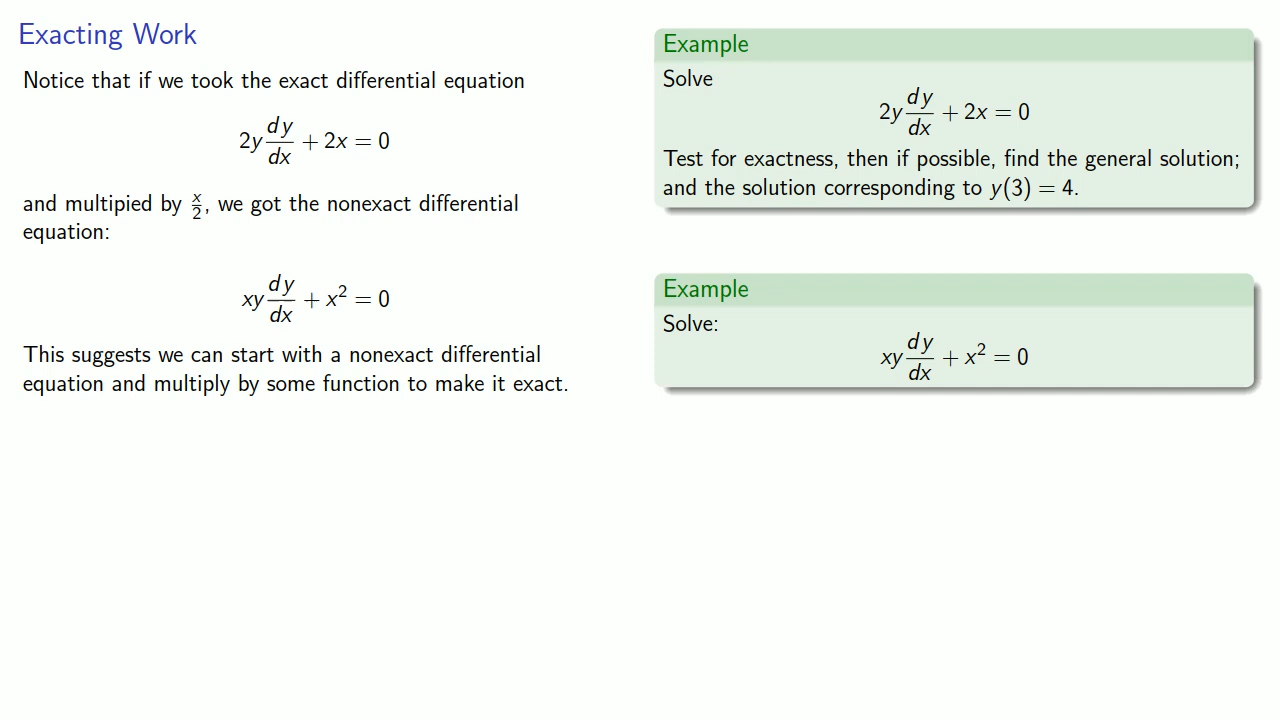 Exacting Work
Notice that if we took the exact differential equation
2y dy/dx + 2x = 0
and multipied by x/2, we got the nonexact differential
equation:
xy dy/dx + x² = 0
This suggests we can start with a nonexact differential
equation and multiply by some function to make it exact.
Example
Solve
2y dy/dx + 2x = 0
Test for exactness, then if possible, find the general solution;
and the solution corresponding to y(3) = 4.
Example
Solve:
xy dy/dx + x² = 0